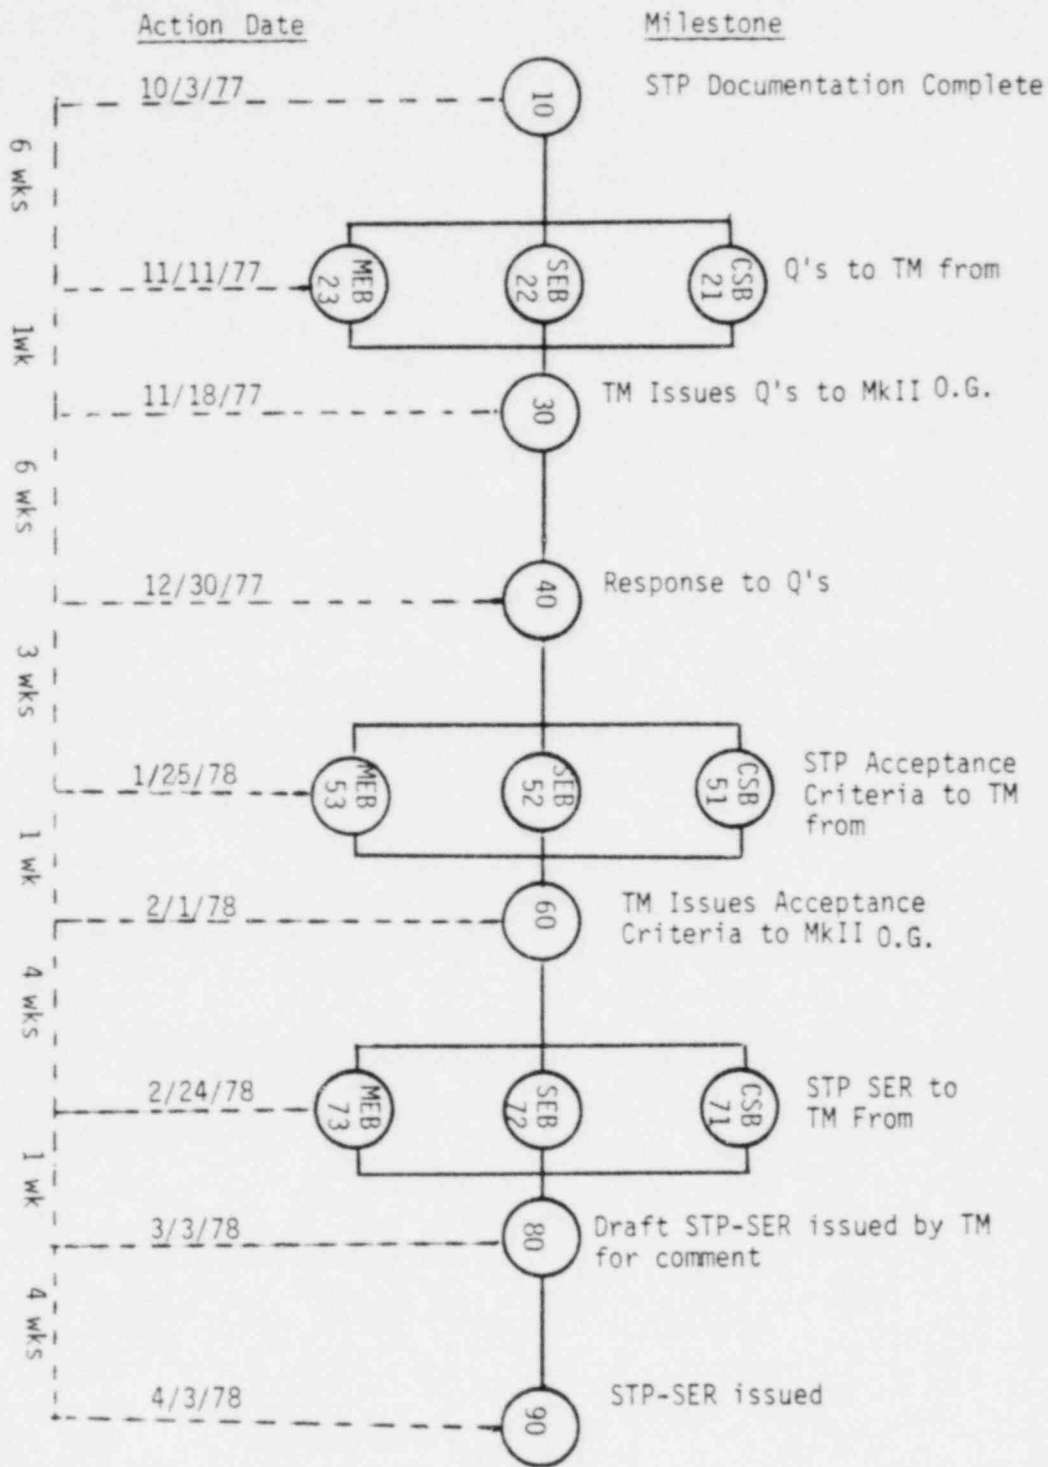 Action Date
Milestone
10/3/77
10
STP Documentation Complete
6 wks
11/11/77
MEB
23
SEB
22
CSB
21
Q's to TM from
1wk
11/18/77
30
TM Issues Q's to MkII O.G.
6 wks
12/30/77
40
Response to Q's
3 wks
1/25/78
MEB
53
SEB
52
CSB
51
STP Acceptance
Criteria to TM
from
1 wk
2/1/78
60
TM Issues Acceptance
Criteria to MkII O.G.
4 wks
2/24/78
MEB
73
SEB
72
CSB
71
STP SER to
TM From
1 wk
3/3/78
80
Draft STP-SER issued by TM
for comment
4 wks
4/3/78
90
STP-SER issued